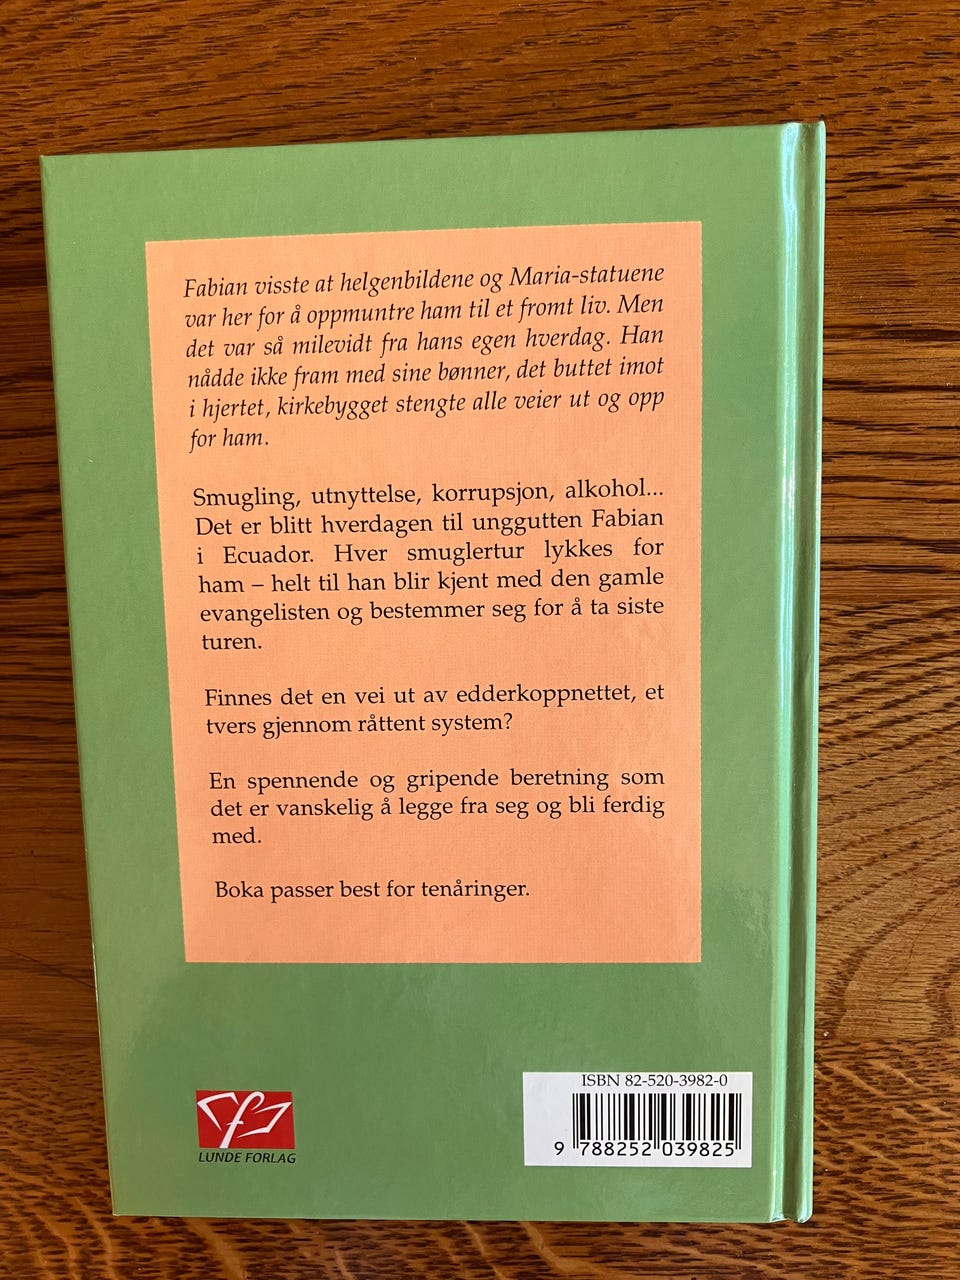 Fabian visste at helgenbildene og Maria-statuene
var her for å oppmuntre ham til et fromt liv. Men
det var så milevidt fra hans egen hverdag. Han
nådde ikke fram med sine bønner, det buttet imot
i hjertet, kirkebygget stengte alle veier ut og opp
for ham.
Smugling, utnyttelse, korrupsjon, alkohol...
Det er blitt hverdagen til unggutten Fabian
i Ecuador. Hver smuglertur lykkes for
ham – helt til han blir kjent med den gamle
evangelisten og bestemmer seg for å ta siste
turen.
Finnes det en vei ut av edderkoppnettet, et
tvers gjennom råttent system?
En spennende og gripende beretning som
det er vanskelig å legge fra seg og bli ferdig
med.
Boka passer best for tenåringer.
LUNDE FORLAG
ISBN 82-520-3982-0
9 788252 039825